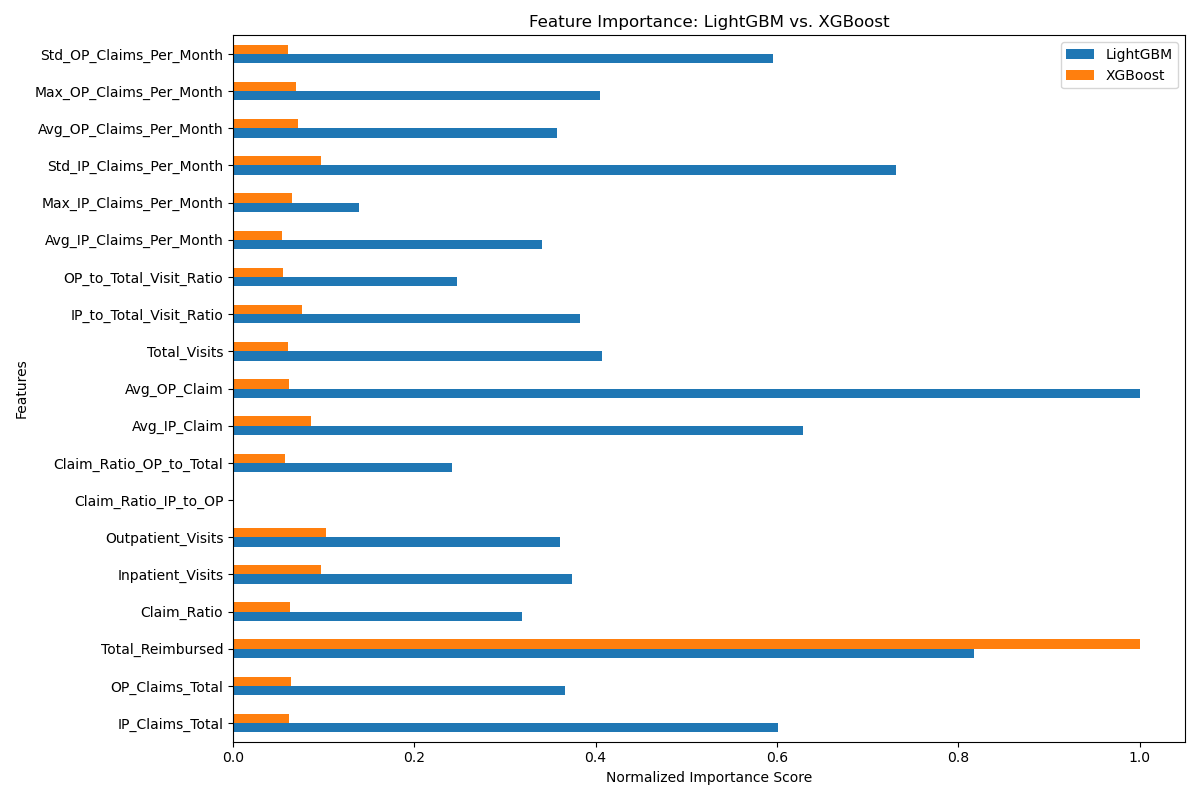 Feature Importance: LightGBM vs. XGBoost
LightGBM
XGBoost
Features
Std_OP_Claims_Per_Month
Max_OP_Claims_Per_Month
Avg_OP_Claims_Per_Month
Std_IP_Claims_Per_Month
Max_IP_Claims_Per_Month
Avg_IP_Claims_Per_Month
OP_to_Total_Visit_Ratio
IP_to_Total_Visit_Ratio
Total_Visits
Avg_OP_Claim
Avg_IP_Claim
Claim_Ratio_OP_to_Total
Claim_Ratio_IP_to_OP
Outpatient_Visits
Inpatient_Visits
Claim_Ratio
Total_Reimbursed
OP_Claims_Total
IP_Claims_Total
0.0 0.2 0.4 0.6 0.8 1.0
Normalized Importance Score